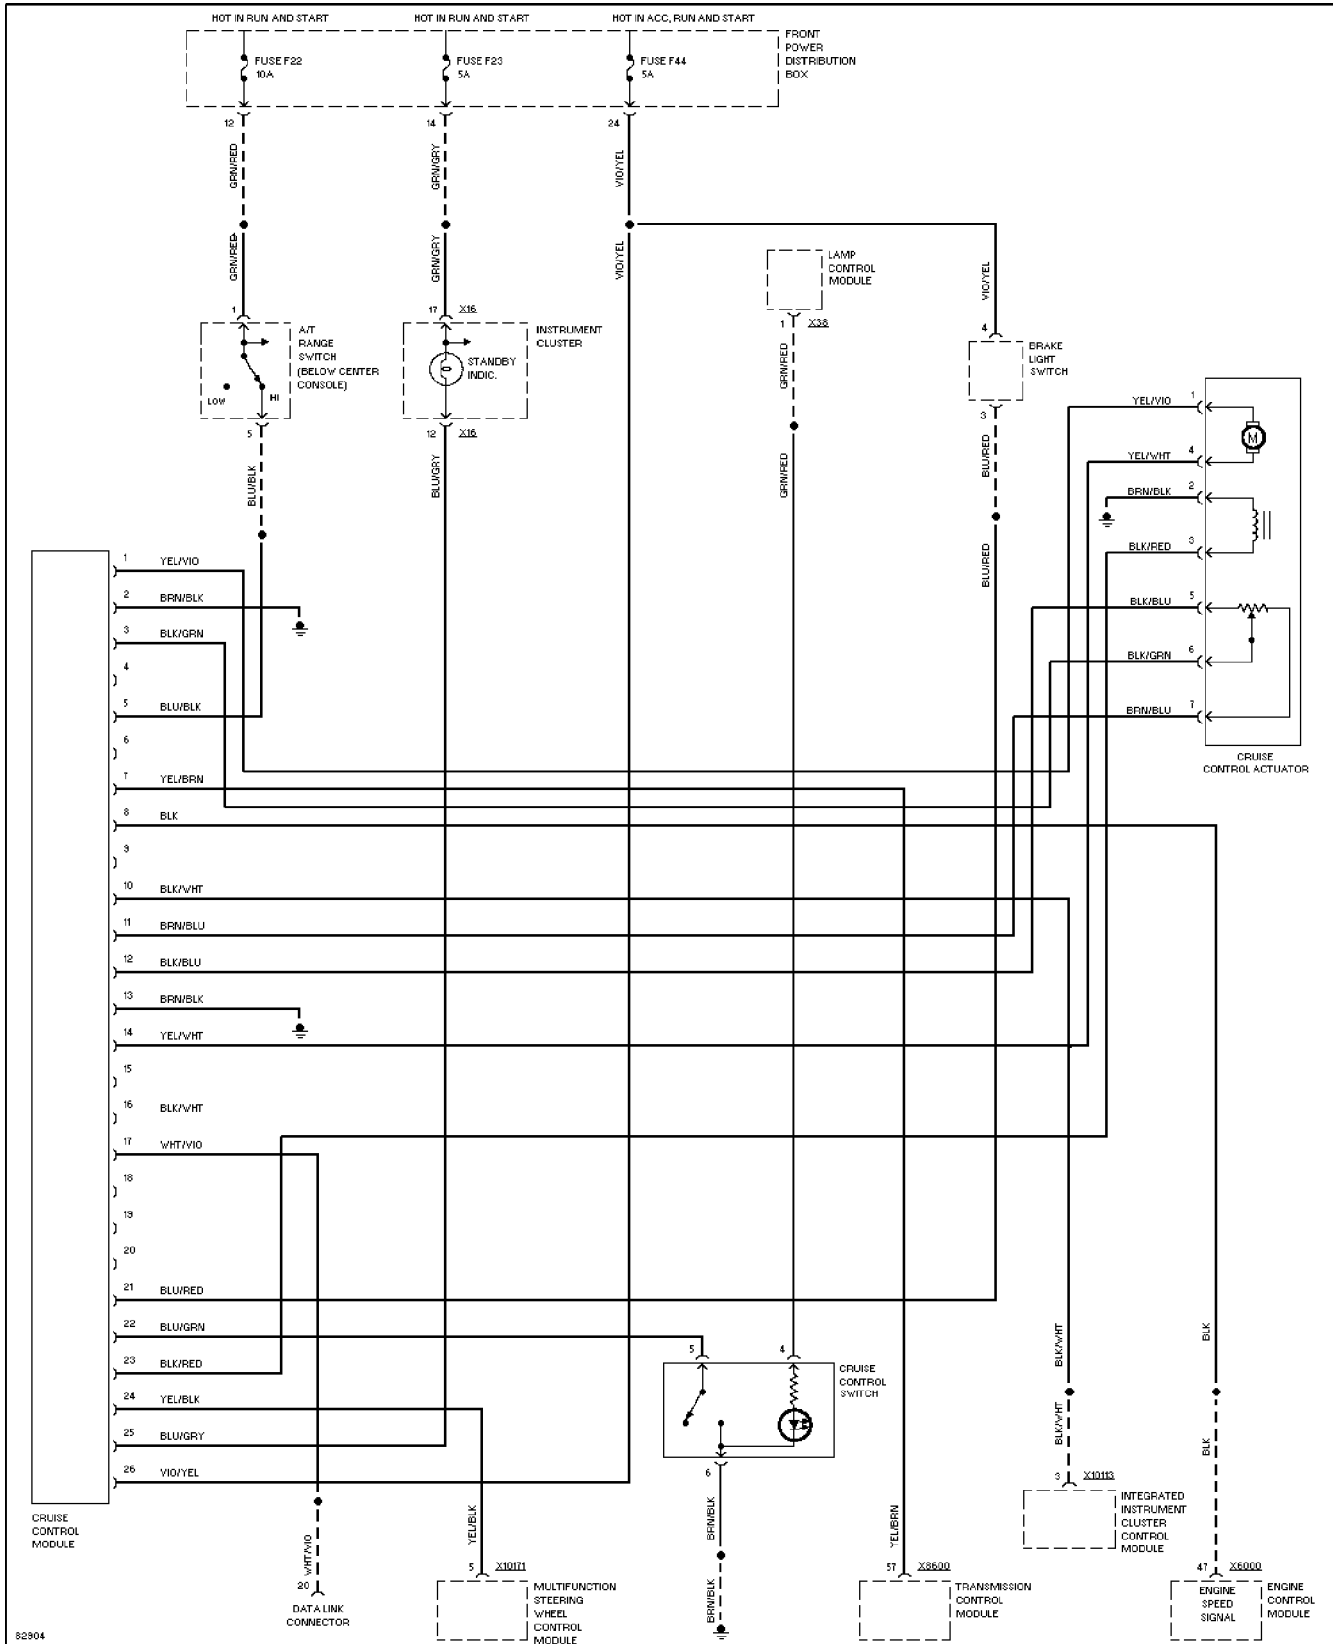 HOT IN RUN AND START
HOT IN RUN AND START
HOT IN ACC, RUN AND START
FRONT
POWER
DISTRIBUTION
BOX
FUSE F22
10A
FUSE F23
5A
FUSE F44
5A
12
14
24
GRN/RED
GRN/GRY
VIO/YEL
GRN/RED
GRN/GRY
VIO/YEL
VIO/YEL
LAMP
CONTROL
MODULE
1 X38
1
17 X16
4
A/T
RANGE
SWITCH
(BELOW CENTER
CONSOLE)
LOW
HI
INSTRUMENT
CLUSTER
STANDBY
INDIC.
BRAKE
LIGHT
SWITCH
5
12 X16
3
BLU/BLK
BLU/GRY
GRN/RED
GRN/RED
BLU/RED
BLU/RED
YEL/VIO 1
M
YEL/WHT 4
BRN/BLK 2
BLK/RED 3
BLK/BLU 5
BLK/GRN 6
BRN/BLU 7
CRUISE
CONTROL ACTUATOR
1 YEL/VIO
2 BRN/BLK
3 BLK/GRN
4
5 BLU/BLK
6
7 YEL/BRN
8 BLK
9
10 BLK/WHT
11 BRN/BLU
12 BLK/BLU
13 BRN/BLK
14 YEL/WHT
15
16 BLK/WHT
17 WHT/VIO
18
19
20
21 BLU/RED
22 BLU/GRN
23 BLK/RED
24 YEL/BLK
25 BLU/GRY
26 VIO/YEL
CRUISE
CONTROL
MODULE
5
4
CRUISE
CONTROL
SWITCH
6
BRN/BLK
BRN/BLK
BLK/WHT
BLK/WHT
BLK
BLK
3 X10113
INTEGRATED
INSTRUMENT
CLUSTER
CONTROL
MODULE
WHT/VIO
20
DATA LINK
CONNECTOR
YEL/BLK
5 X10171
MULTIFUNCTION
STEERING
WHEEL
CONTROL
MODULE
YEL/BRN
57 X8600
TRANSMISSION
CONTROL
MODULE
47 X6000
ENGINE
SPEED
SIGNAL
ENGINE
CONTROL
MODULE
82904